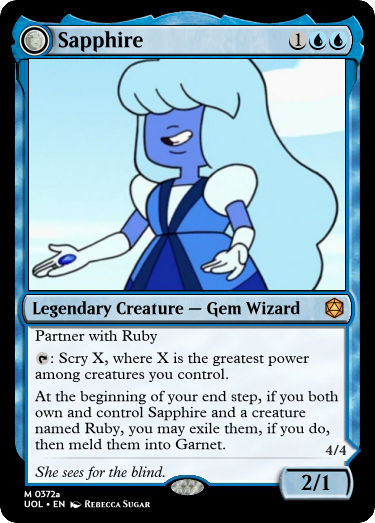 Sapphire 1
Legendary Creature — Gem Wizard
Partner with Ruby
: Scry X, where X is the greatest power
among creatures you control.
At the beginning of your end step, if you both
own and control Sapphire and a creature
named Ruby, you may exile them, if you do,
then meld them into Garnet.
4/4
She sees for the blind.
2/1
M 0372a
UOL • EN Rebecca Sugar